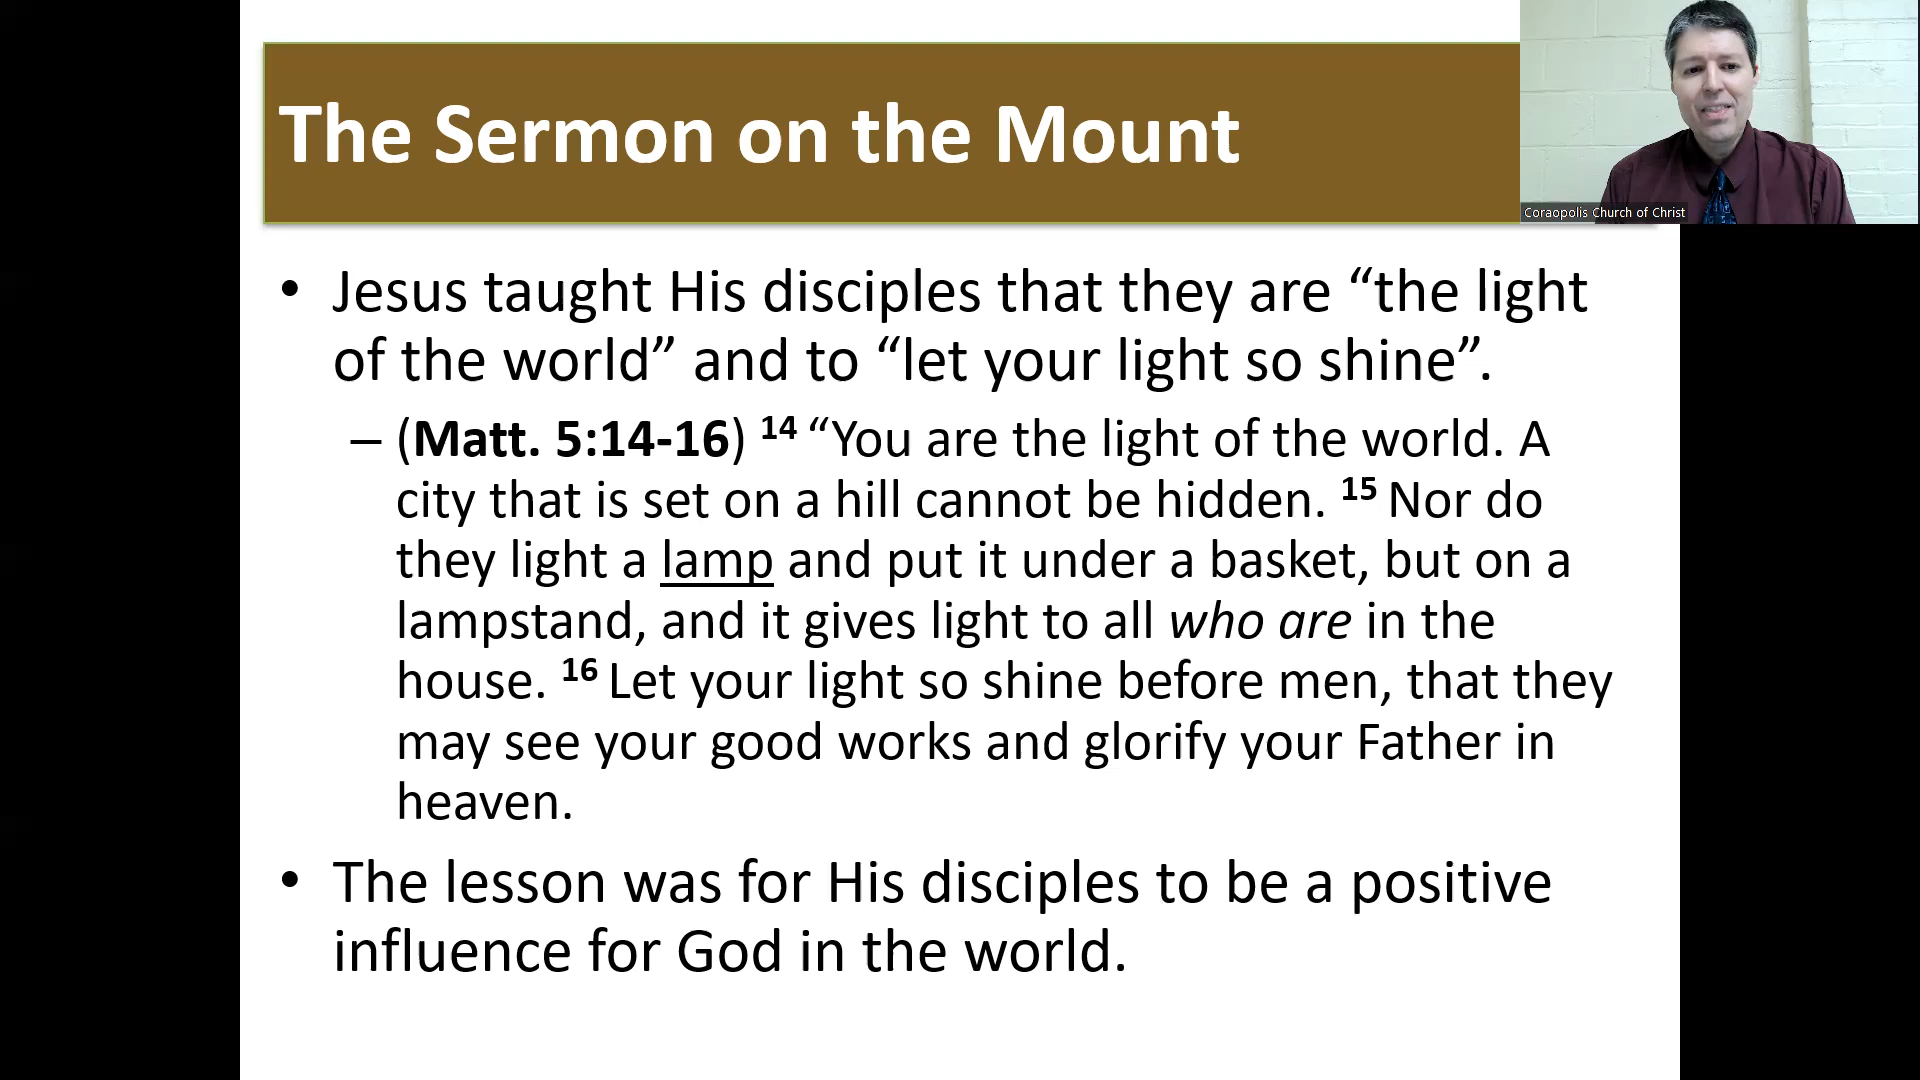 The Sermon on the Mount
Coraopolis Church of Christ
• Jesus taught His disciples that they are “the light
of the world” and to “let your light so shine”.
– (Matt. 5:14-16) 14 “You are the light of the world. A
city that is set on a hill cannot be hidden. 15 Nor do
they light a lamp and put it under a basket, but on a
lampstand, and it gives light to all who are in the
house. 16 Let your light so shine before men, that they
may see your good works and glorify your Father in
heaven.
• The lesson was for His disciples to be a positive
influence for God in the world.